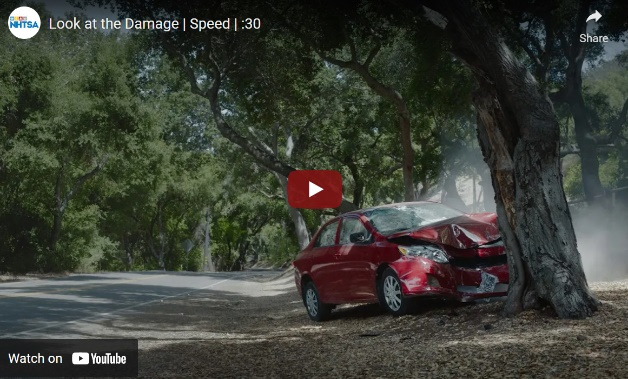 NHTSA
Look at the Damage | Speed | :30
Share
Watch on YouTube